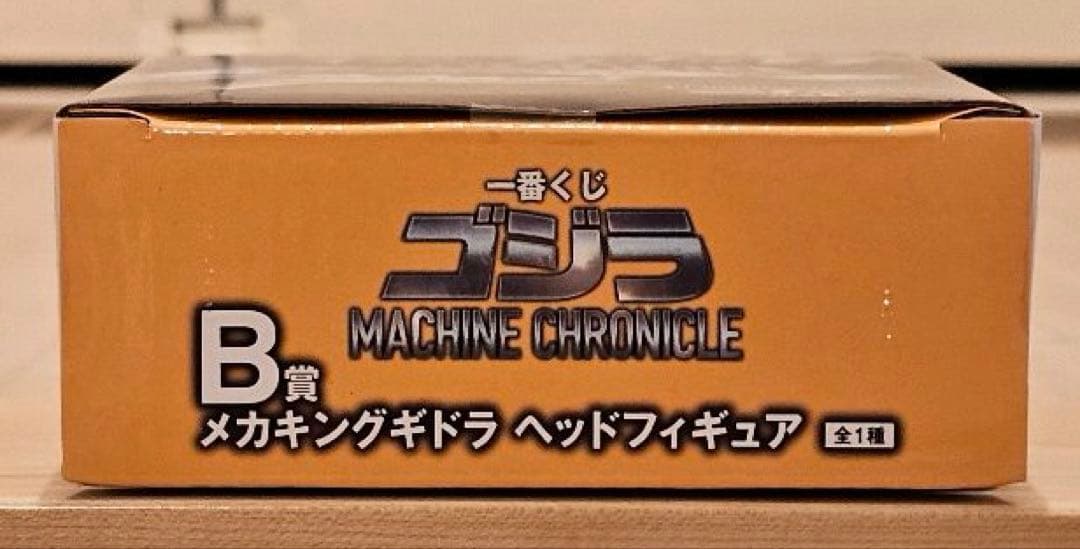 一番くじ
ゴジラ
MACHINE CHRONICLE
B賞
メカキングギドラ ヘッドフィギュア 全1種